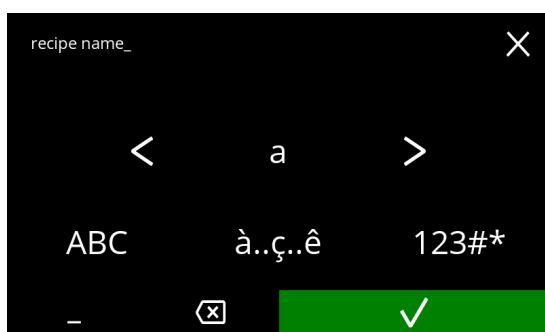 recipe name_
< a >
ABC à..ç..ê 123#*
_